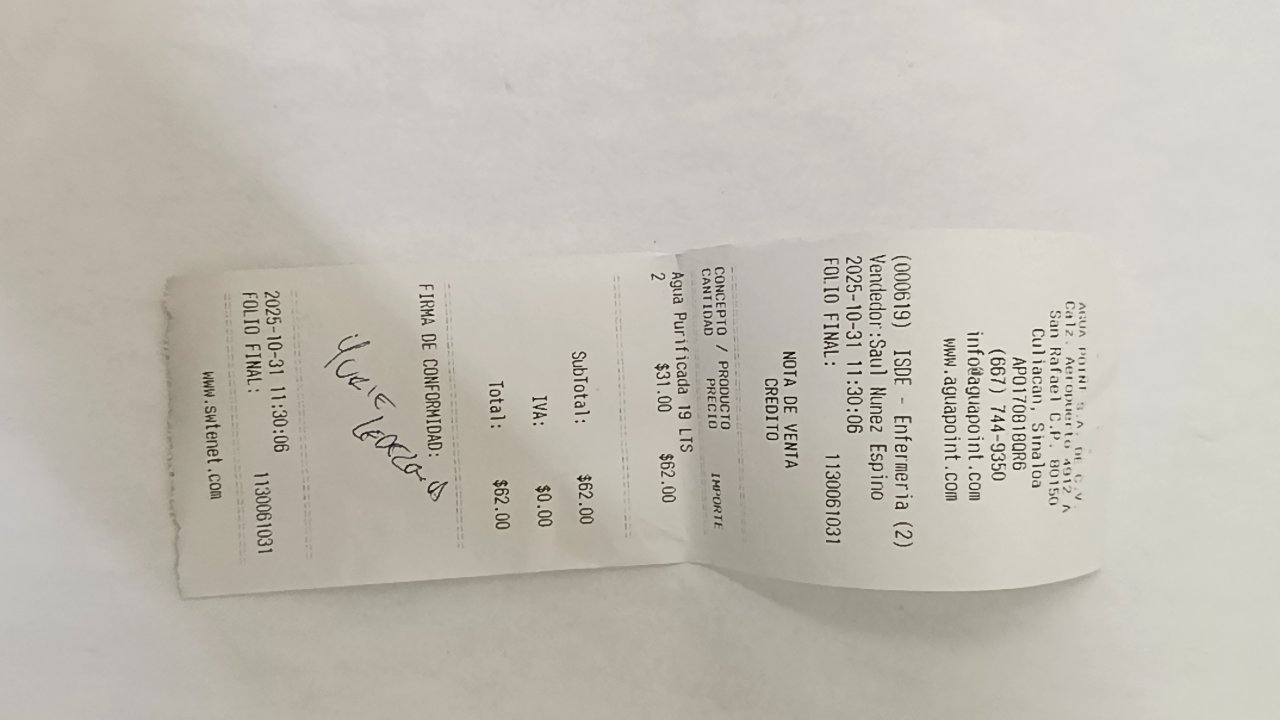 AGUA POINT S.A. DE C.V.
Calz. Aeropuerto 4912 A
San Rafael C.P. 80150
Culiacan, Sinaloa
APO170818QR6
(667) 744-9350
info@aguapoint.com
www.aguapoint.com
(000619) ISDE - Enfermeria (2)
Vendedor:Saul Nunez Espino
2025-10-31 11:30:06
FOLIO FINAL: 1130061031
NOTA DE VENTA
CREDITO
CONCEPTO / PRODUCTO
CANTIDAD PRECIO IMPORTE
Agua Purificada 19 LTS
2 $31.00 $62.00
SubTotal: $62.00
IVA: $0.00
Total: $62.00
FIRMA DE CONFORMIDAD:
2025-10-31 11:30:06
FOLIO FINAL: 1130061031
www.swtenet.com